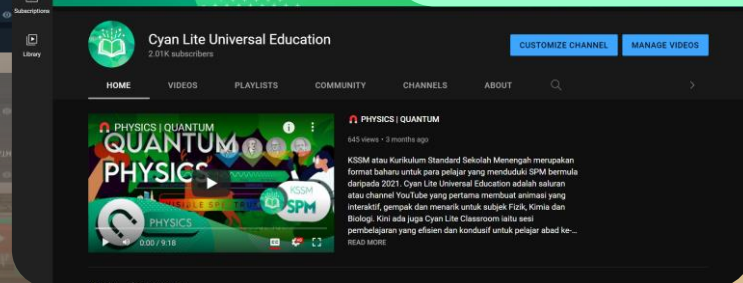 Subscriptions
Library
Cyan Lite Universal Education
2.01K subscribers
CUSTOMIZE CHANNEL
MANAGE VIDEOS
HOME VIDEOS PLAYLISTS COMMUNITY CHANNELS ABOUT
PHYSICS | QUANTUM
QUANTUM
PHYSICS
VISIBLE SPECTRUM
KSSM
SPM
PHYSICS
0:00 / 9:18
PHYSICS | QUANTUM
645 views • 3 months ago
KSSM atau Kurikulum Standard Sekolah Menengah merupakan
format baharu untuk para pelajar yang menduduki SPM bermula
daripada 2021. Cyan Lite Universal Education adalah saluran
atau channel YouTube yang pertama membuat animasi yang
interaktif, gempak dan menarik untuk subjek Fizik, Kimia dan
Biologi. Kini ada juga Cyan Lite Classroom iaitu sesi
pembelajaran yang efisien dan kondusif untuk pelajar abad ke-...
READ MORE